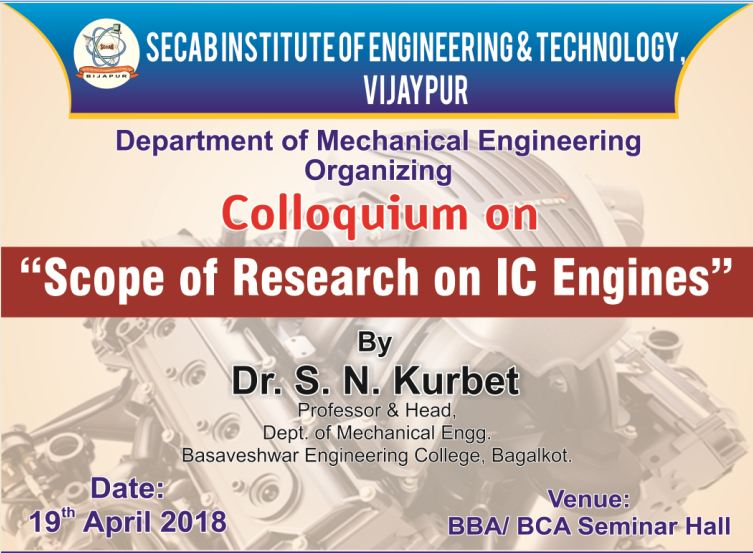 SECAB
BIJAPUR
SECAB INSTITUTE OF ENGINEERING & TECHNOLOGY,
VIJAYPUR
Department of Mechanical Engineering
Organizing
Colloquium on
“Scope of Research on IC Engines”
By
Dr. S. N. Kurbet
Professor & Head,
Dept. of Mechanical Engg.
Basaveshwar Engineering College, Bagalkot.
Date:
19th April 2018
Venue:
BBA/ BCA Seminar Hall